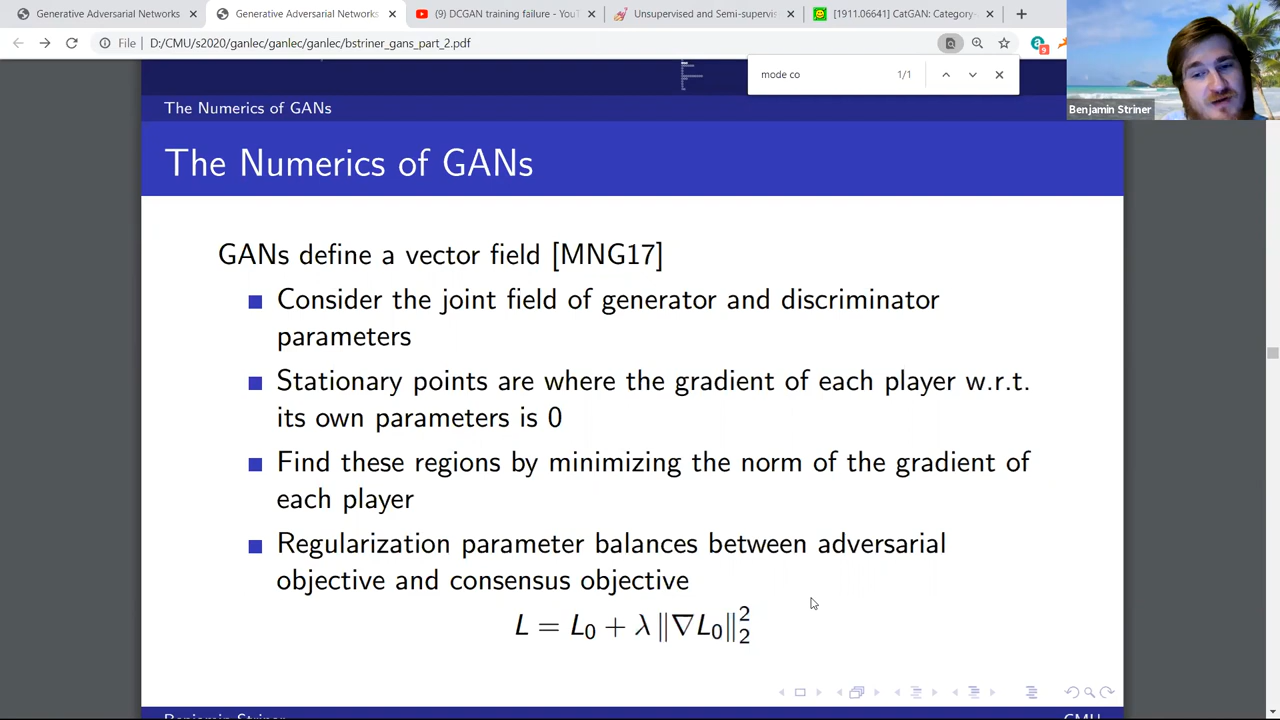 Generative Adversarial Networks
Generative Adversarial Networks
(9) DCGAN training failure - YouT
Unsupervised and Semi-supervis
[1911.06641] CatGAN: Category-
File
D:/CMU/s2020/ganlec/ganlec/ganlec/bstriner_gans_part_2.pdf
9
mode co
1/1
Benjamin Striner
The Numerics of GANs
The Numerics of GANs
GANs define a vector field [MNG17]
Consider the joint field of generator and discriminator
parameters
Stationary points are where the gradient of each player w.r.t.
its own parameters is 0
Find these regions by minimizing the norm of the gradient of
each player
Regularization parameter balances between adversarial
objective and consensus objective
L = L₀ + λ ‖∇L₀‖₂²
Benjamin Striner
CMU